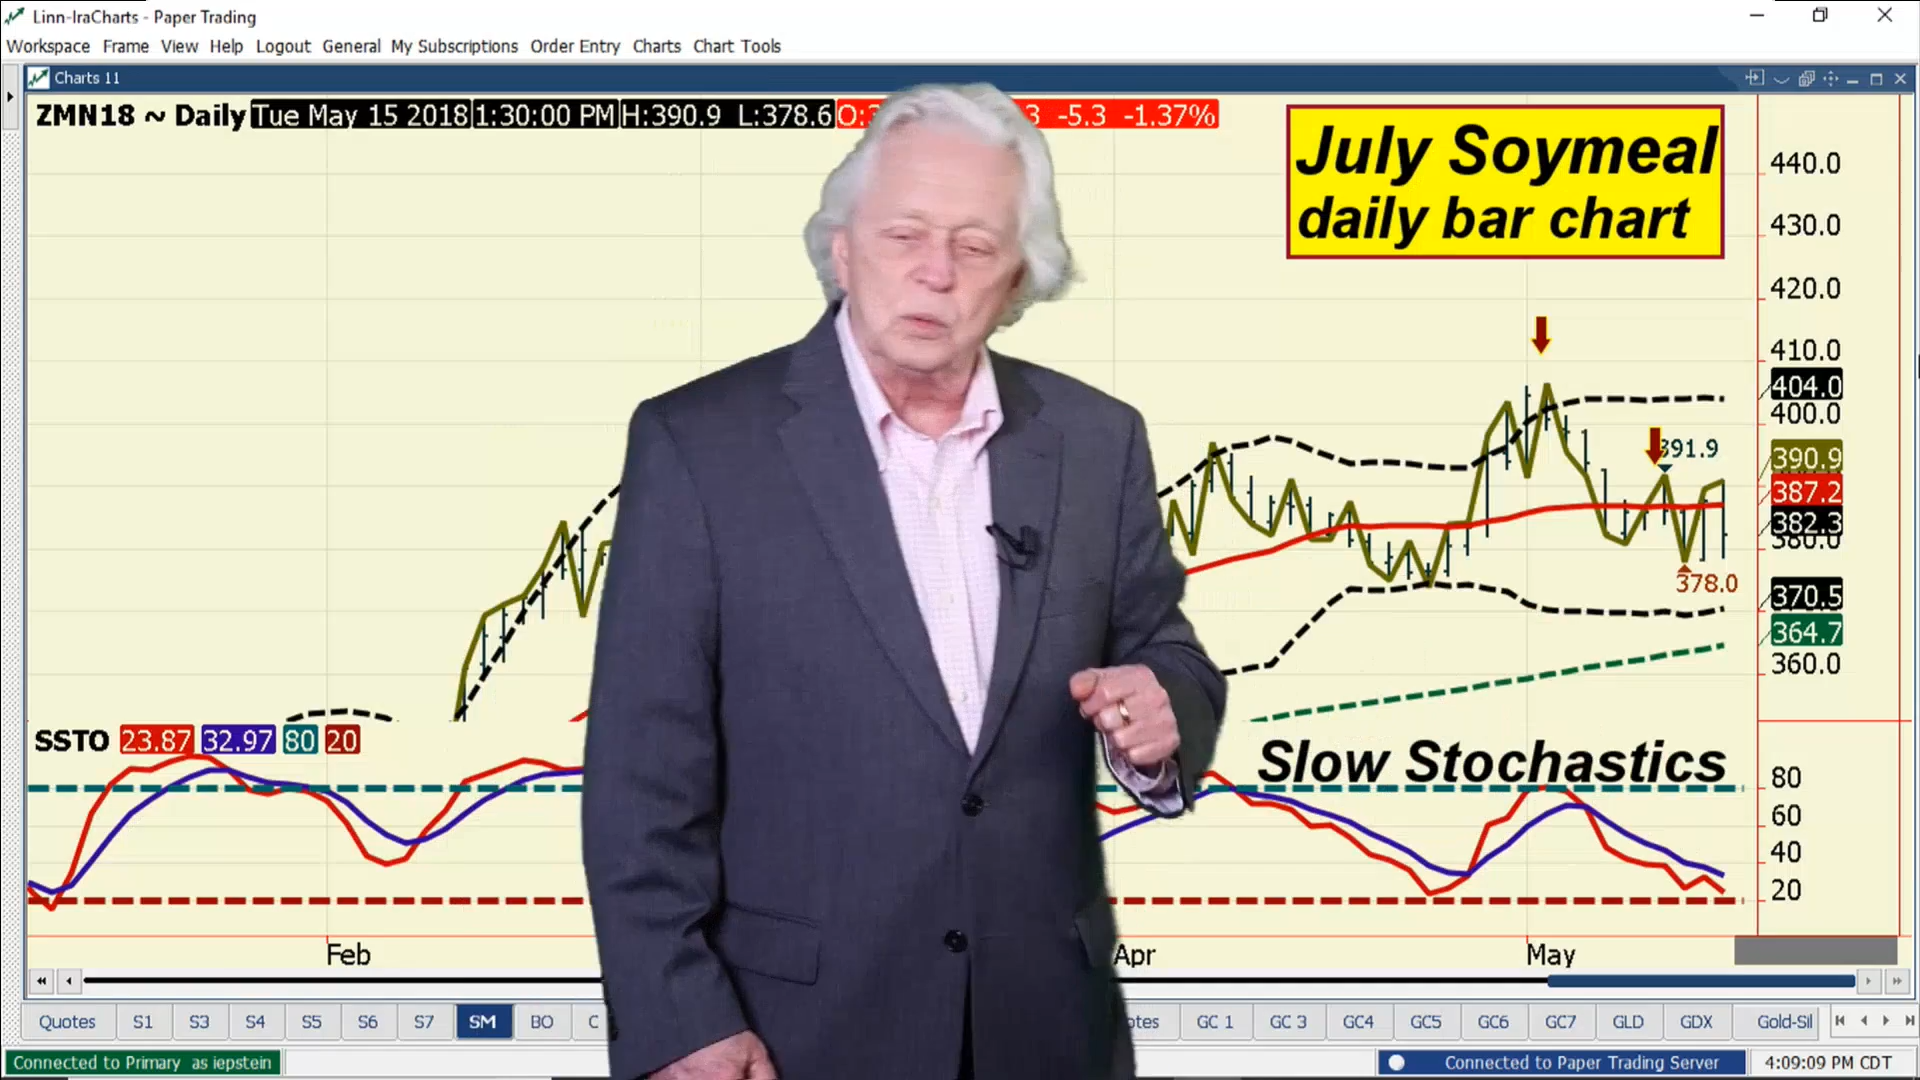 Linn-IraCharts - Paper Trading
Workspace Frame View Help Logout General My Subscriptions Order Entry Charts Chart Tools
Charts 11
ZMN18 ~ Daily Tue May 15 2018 1:30:00 PM H:390.9 L:378.6 O:3 3 -5.3 -1.37%
July Soymeal
daily bar chart
440.0
430.0
420.0
410.0
404.0
400.0
391.9
390.9
387.2
382.3
380.0
378.0
370.5
364.7
360.0
SSTO 23.87 32.97 80 20
Slow Stochastics
80
60
40
20
Feb Apr May
Quotes S1 S3 S4 S5 S6 S7 SM BO C otes GC 1 GC 3 GC4 GC5 GC6 GC7 GLD GDX Gold-Sil
Connected to Primary as iepstein Connected to Paper Trading Server 4:09:09 PM CDT